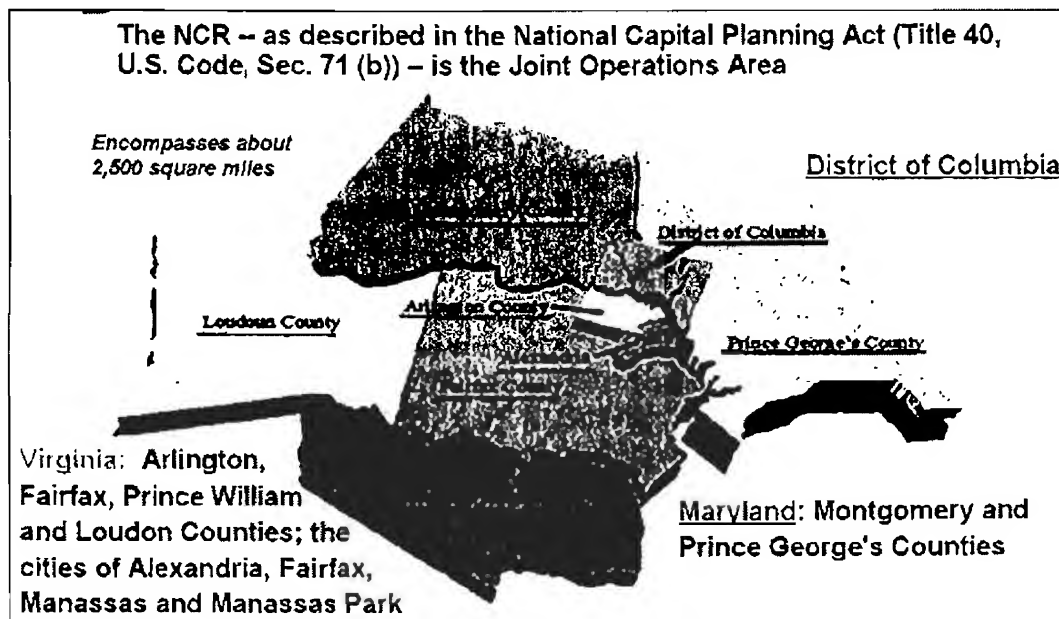 The NCR – as described in the National Capital Planning Act (Title 40,
U.S. Code, Sec. 71 (b)) – is the Joint Operations Area
Encompasses about
2,500 square miles
District of Columbia
District of Columbia
Arlington County
Loudoun County
Prince George's County
Virginia: Arlington,
Fairfax, Prince William
and Loudon Counties; the
cities of Alexandria, Fairfax,
Manassas and Manassas Park
Maryland: Montgomery and
Prince George's Counties